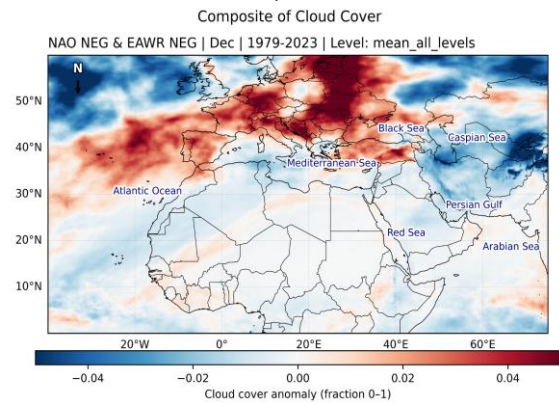 Composite of Cloud Cover
NAO NEG & EAWR NEG | Dec | 1979-2023 | Level: mean_all_levels
N
50°N
40°N
30°N
20°N
10°N
Black Sea
Caspian Sea
Mediterranean Sea
Atlantic Ocean
Persian Gulf
Red Sea
Arabian Sea
20°W 0° 20°E 40°E 60°E
−0.04 −0.02 0.00 0.02 0.04
Cloud cover anomaly (fraction 0–1)